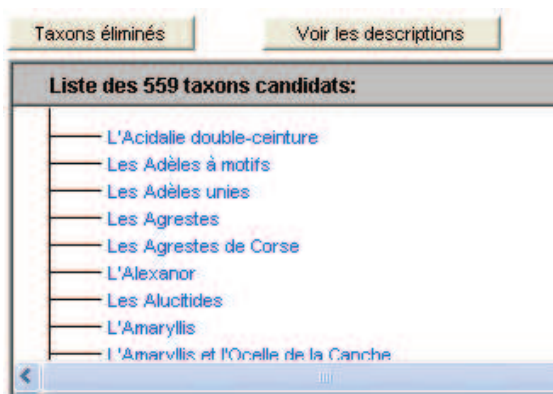 Taxons éliminés
Voir les descriptions
Liste des 559 taxons candidats:
L'Acidalie double-ceinture
Les Adèles à motifs
Les Adèles unies
Les Agrestes
Les Agrestes de Corse
L'Alexanor
Les Alucitides
L'Amaryllis
L'Amaryllis et l'Ocelle de la Canche